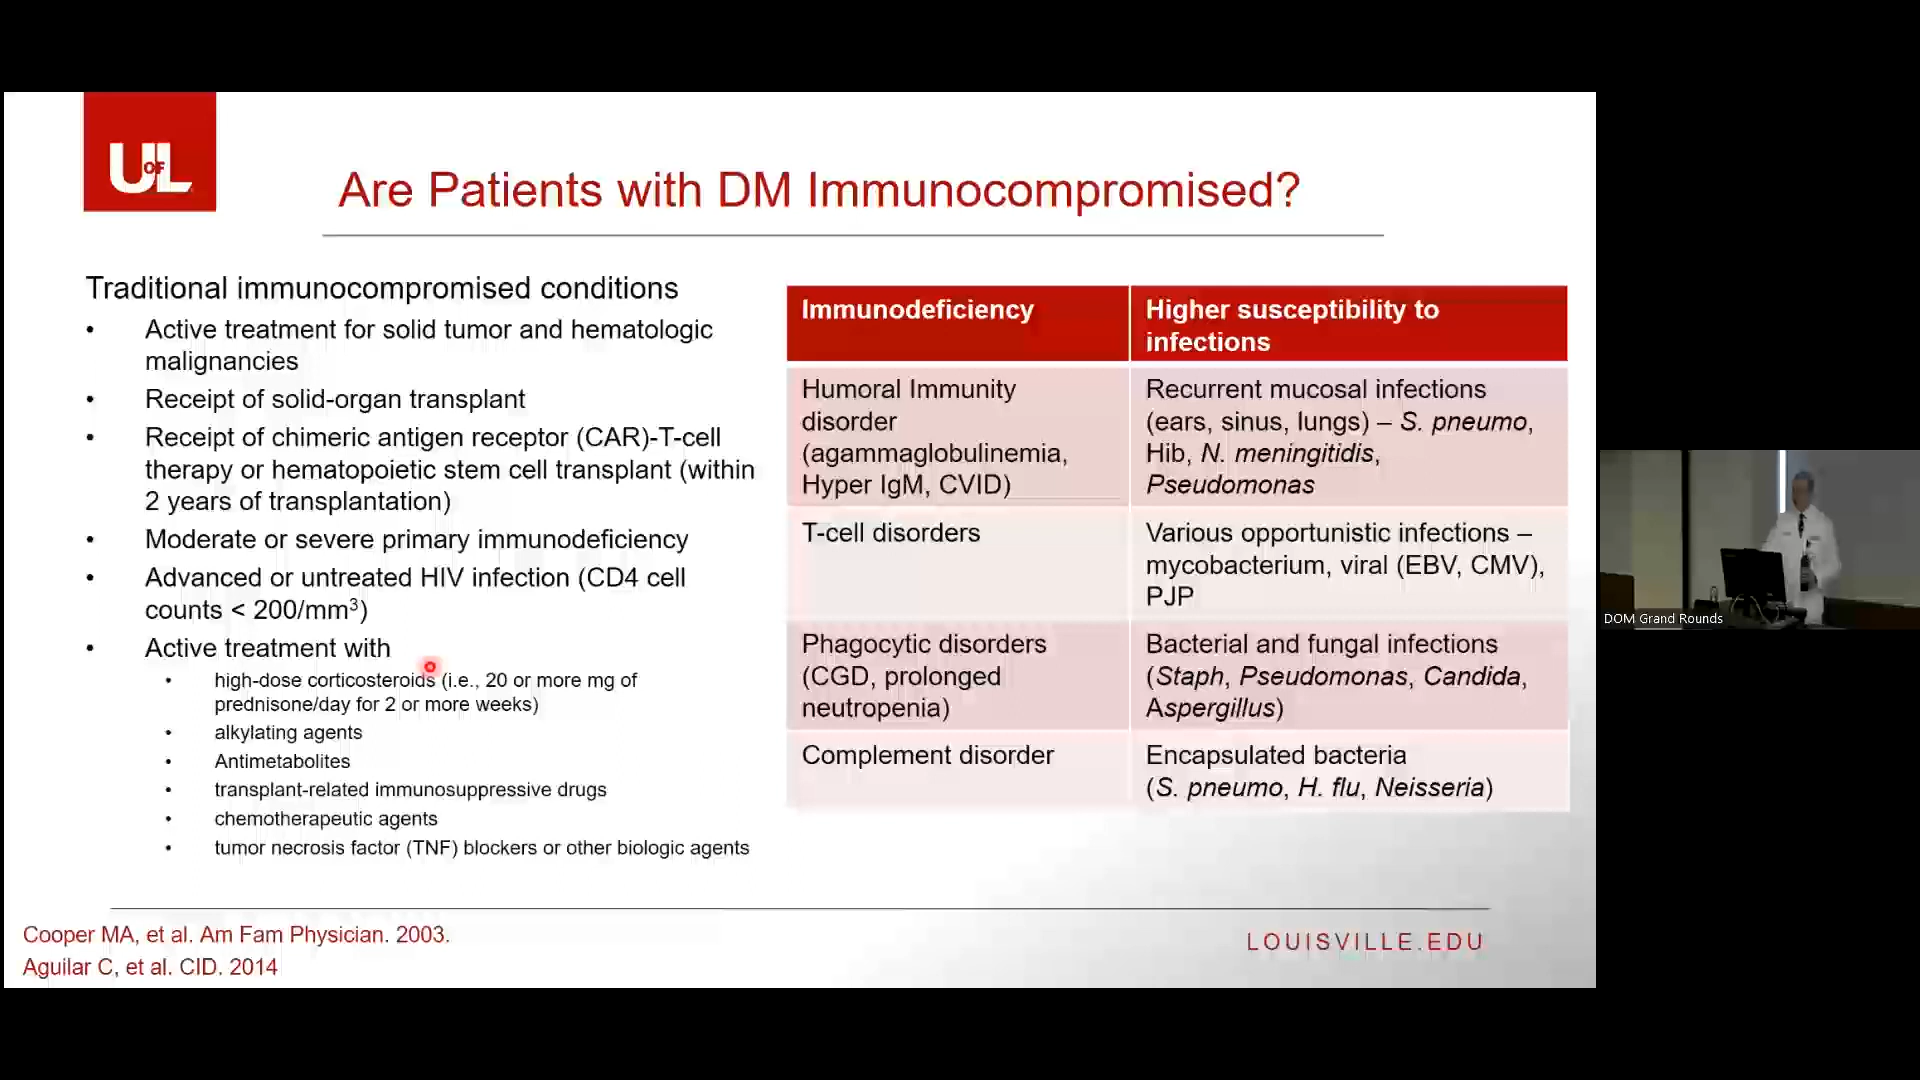 UofL
Are Patients with DM Immunocompromised?
Traditional immunocompromised conditions
• Active treatment for solid tumor and hematologic
malignancies
• Receipt of solid-organ transplant
• Receipt of chimeric antigen receptor (CAR)-T-cell
therapy or hematopoietic stem cell transplant (within
2 years of transplantation)
• Moderate or severe primary immunodeficiency
• Advanced or untreated HIV infection (CD4 cell
counts < 200/mm³)
• Active treatment with
• high-dose corticosteroids (i.e., 20 or more mg of
prednisone/day for 2 or more weeks)
• alkylating agents
• Antimetabolites
• transplant-related immunosuppressive drugs
• chemotherapeutic agents
• tumor necrosis factor (TNF) blockers or other biologic agents
Immunodeficiency
Higher susceptibility to
infections
Humoral Immunity
disorder
(agammaglobulinemia,
Hyper IgM, CVID)
Recurrent mucosal infections
(ears, sinus, lungs) – S. pneumo,
Hib, N. meningitidis,
Pseudomonas
T-cell disorders
Various opportunistic infections –
mycobacterium, viral (EBV, CMV),
PJP
Phagocytic disorders
(CGD, prolonged
neutropenia)
Bacterial and fungal infections
(Staph, Pseudomonas, Candida,
Aspergillus)
Complement disorder
Encapsulated bacteria
(S. pneumo, H. flu, Neisseria)
Cooper MA, et al. Am Fam Physician. 2003.
Aguilar C, et al. CID. 2014
LOUISVILLE.EDU
DOM Grand Rounds